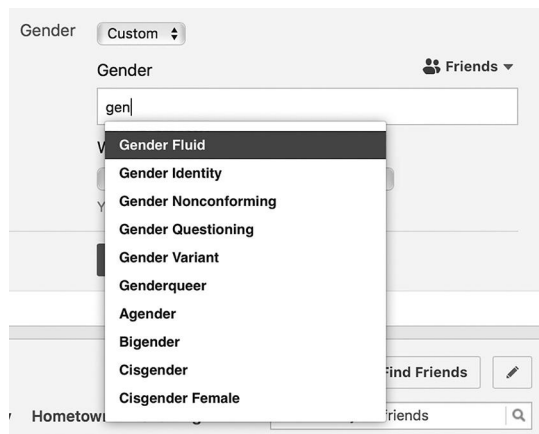 Gender Custom
Gender Friends
gen
Gender Fluid
Gender Identity
Gender Nonconforming
Gender Questioning
Gender Variant
Genderqueer
Agender
Bigender
Cisgender
Find Friends
Cisgender Female
Hometown
friends